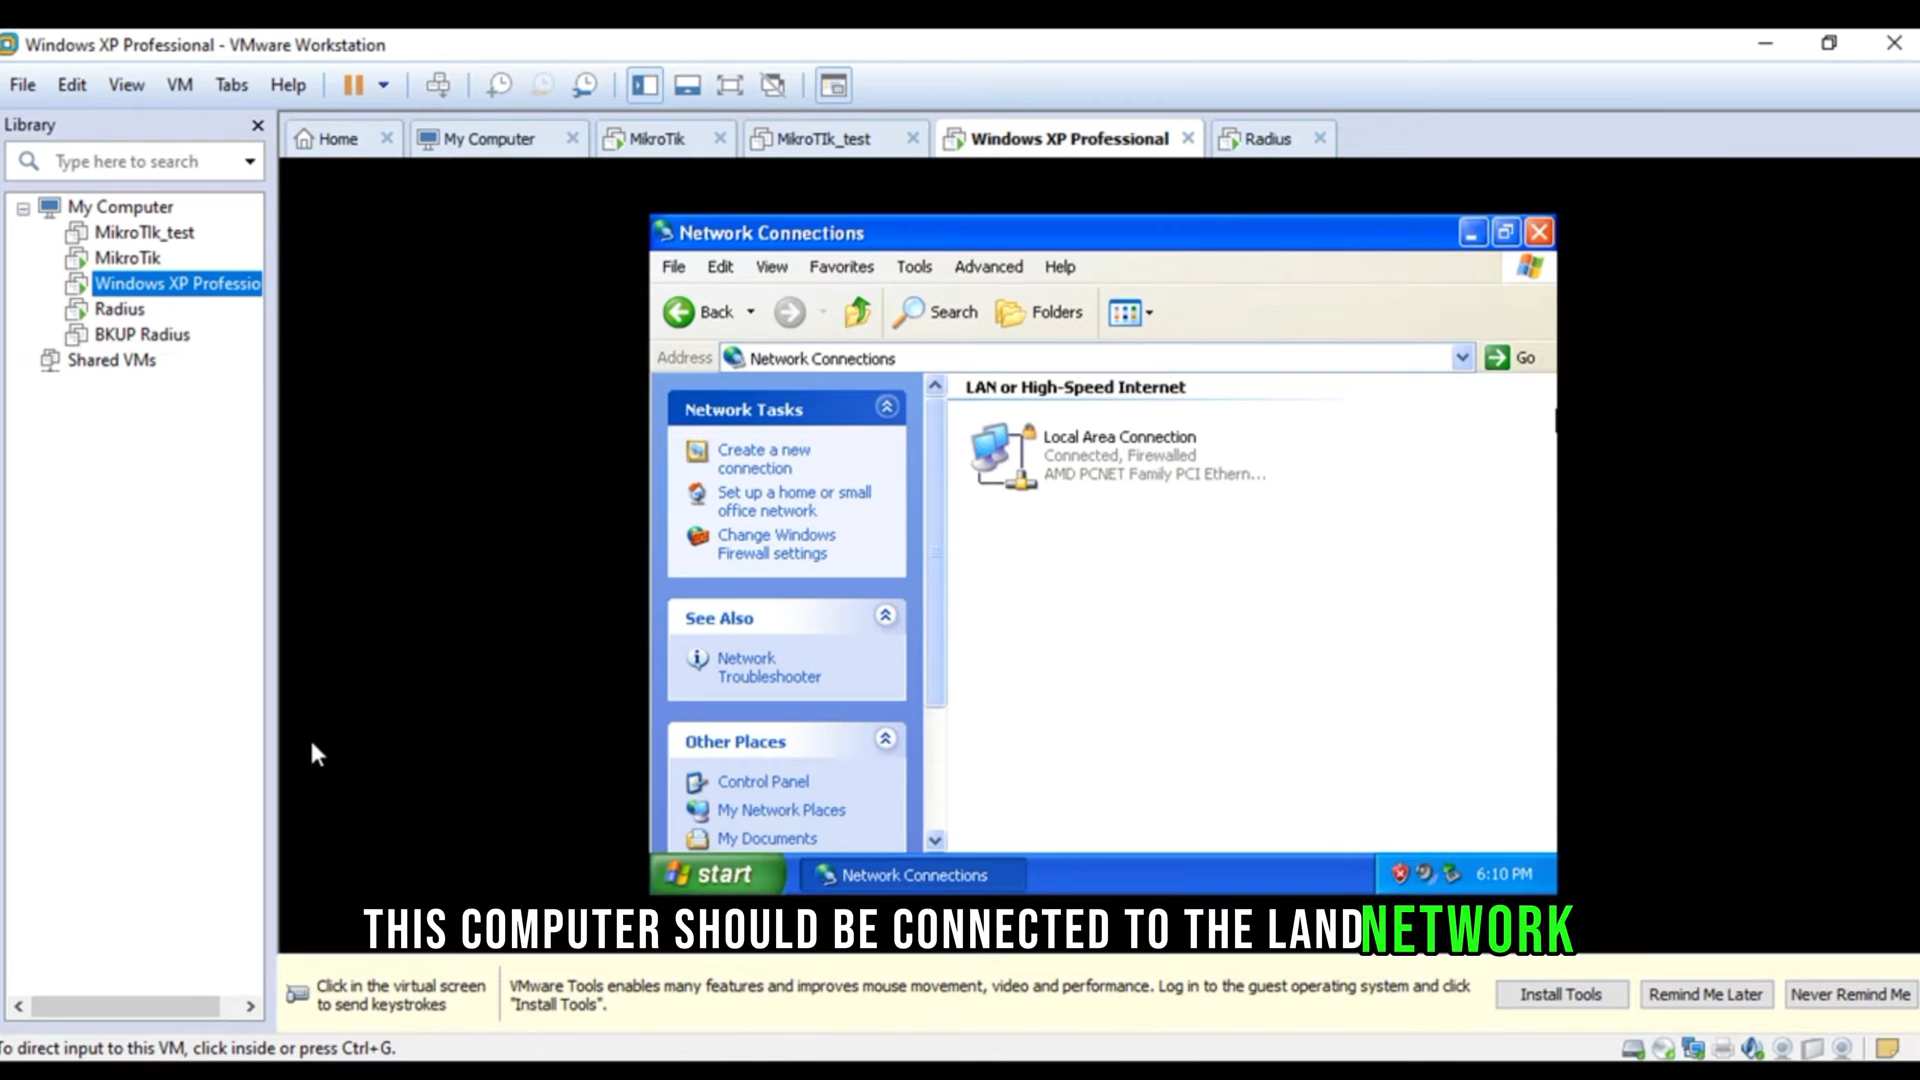 Windows XP Professional - VMware Workstation
File Edit View VM Tabs Help
Library
Type here to search
My Computer
MikroTIk_test
MikroTik
Windows XP Professio
Radius
BKUP Radius
Shared VMs
Home
My Computer
MikroTik
MikroTIk_test
Windows XP Professional
Radius
Network Connections
File Edit View Favorites Tools Advanced Help
Back Search Folders
Address Network Connections Go
Network Tasks
Create a new
connection
Set up a home or small
office network
Change Windows
Firewall settings
See Also
Network
Troubleshooter
Other Places
Control Panel
My Network Places
My Documents
LAN or High-Speed Internet
Local Area Connection
Connected, Firewalled
AMD PCNET Family PCI Ethern...
start Network Connections 6:10 PM
THIS COMPUTER SHOULD BE CONNECTED TO THE LAND NETWORK
Click in the virtual screen
to send keystrokes
VMware Tools enables many features and improves mouse movement, video and performance. Log in to the guest operating system and click
"Install Tools".
Install Tools Remind Me Later Never Remind Me
To direct input to this VM, click inside or press Ctrl+G.